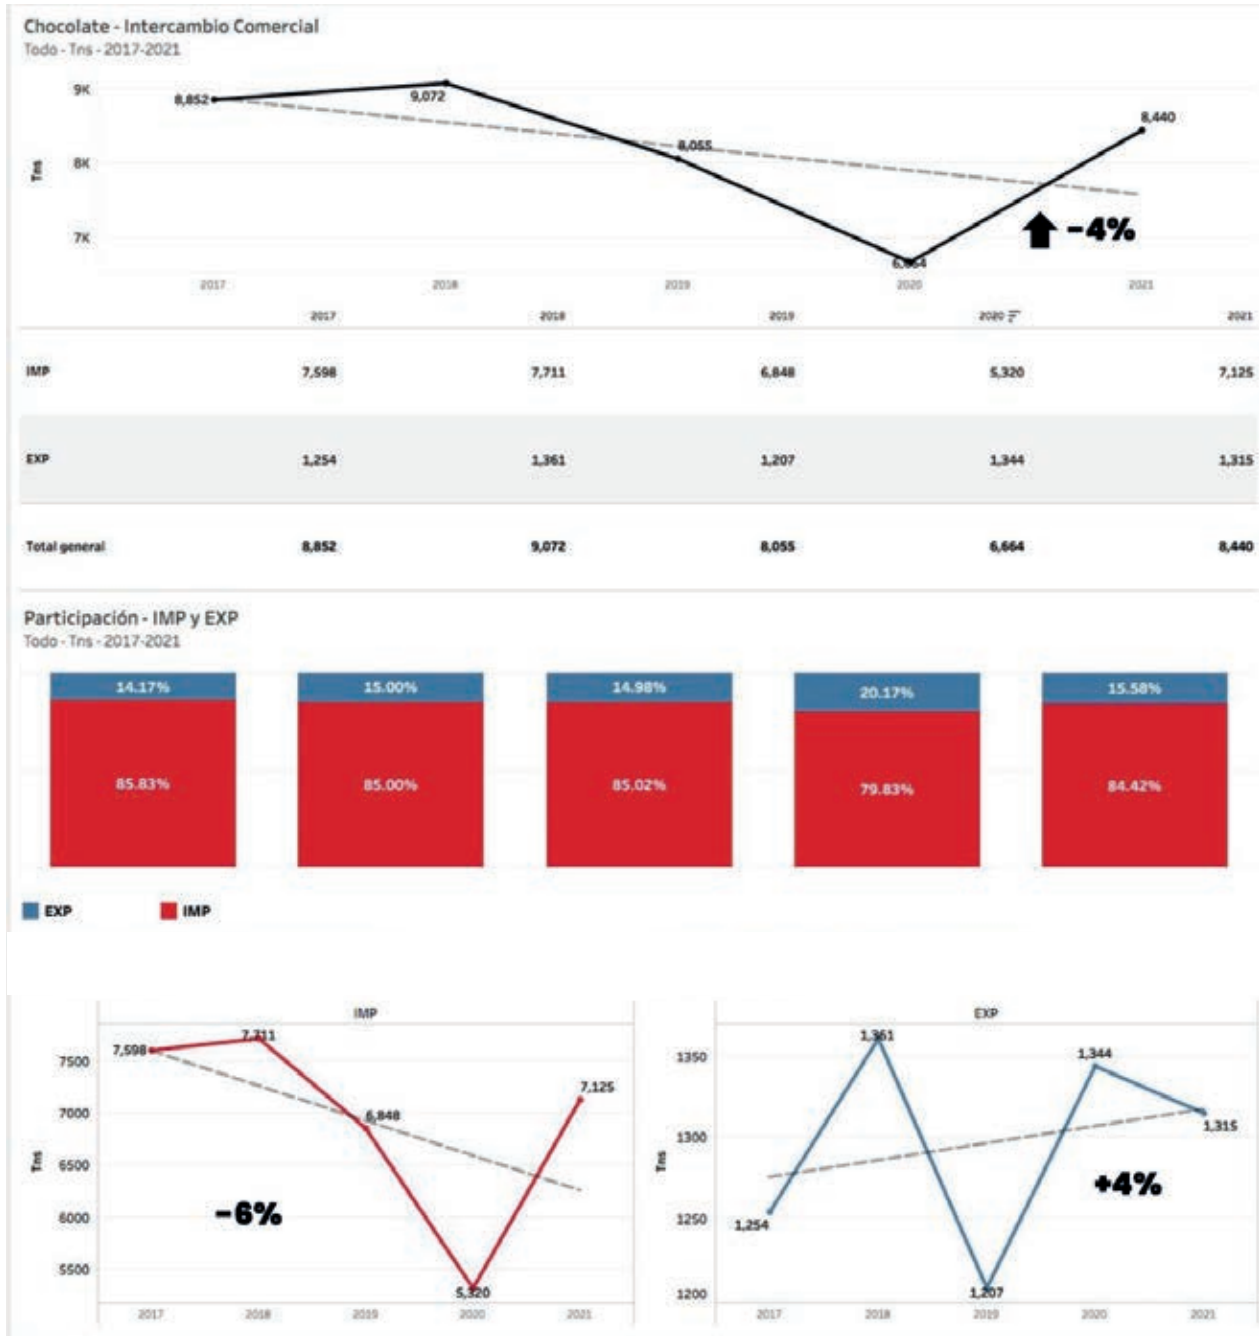 Chocolate - Intercambio Comercial
Todo - Tns - 2017-2021
9K
8K
7K
Tns
8,852
9,072
8,055
6,664
8,440
-4%
2017 2018 2019 2020 2021
2017 2018 2019 2020 2021
IMP 7,598 7,711 6,848 5,320 7,125
EXP 1,254 1,361 1,207 1,344 1,315
Total general 8,852 9,072 8,055 6,664 8,440
Participación - IMP y EXP
Todo - Tns - 2017-2021
14.17% 15.00% 14.98% 20.17% 15.58%
85.83% 85.00% 85.02% 79.83% 84.42%
EXP IMP
IMP
7500
7000
6500
6000
5500
Tns
7,598
7,711
6,848
5,320
7,125
-6%
2017 2018 2019 2020 2021
EXP
1350
1300
1250
1200
Tns
1,254
1,361
1,207
1,344
1,315
+4%
2017 2018 2019 2020 2021